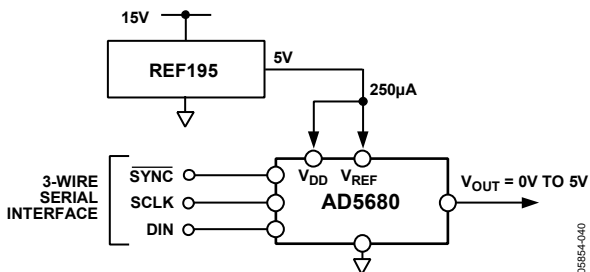 15V
REF195
5V
250µA
3-WIRE
SERIAL
INTERFACE
SYNC
SCLK
DIN
VDD
VREF
AD5680
VOUT = 0V TO 5V
05854-040